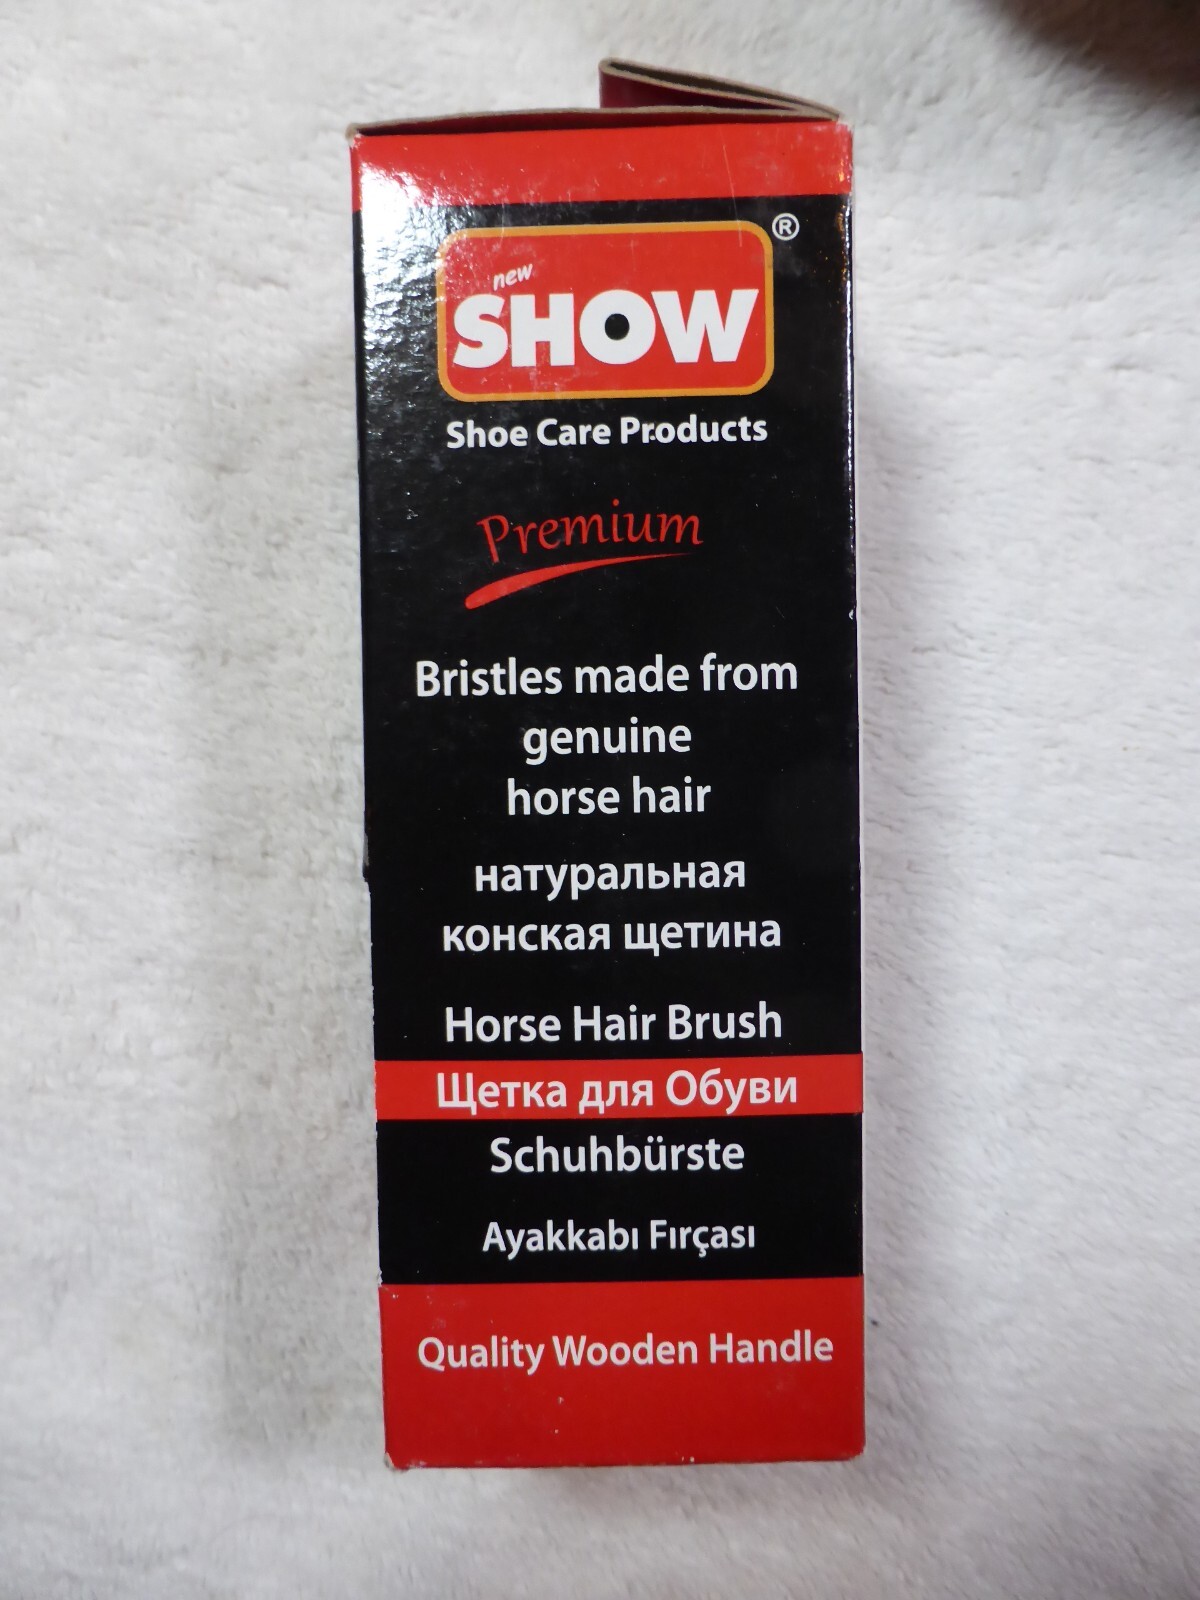 new
SHOW ®
Shoe Care Products
Premium
Bristles made from
genuine
horse hair
натуральная
конская щетина
Horse Hair Brush
Щетка для Обуви
Schuhbürste
Ayakkabı Fırçası
Quality Wooden Handle